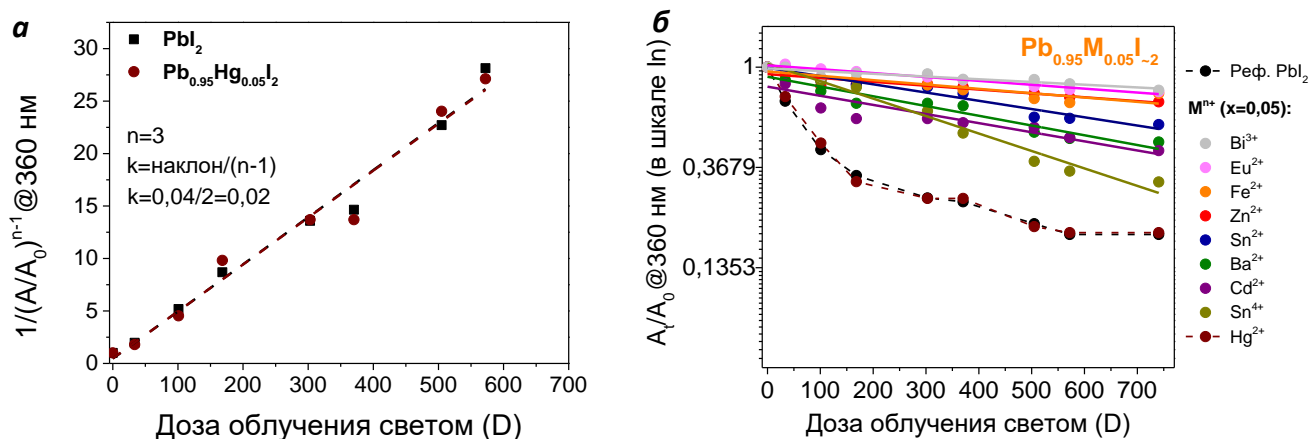 а
PbI2
Pb0.95Hg0.05I2
n=3
k=наклон/(n-1)
k=0,04/2=0,02
1/(A/A0)^n-1@360 нм
30
25
20
15
10
5
0
0 100 200 300 400 500 600 700
Доза облучения светом (D)
б
Pb0.95M0.05I~2
At/A0@360 нм (в шкале ln)
1
0,3679
0,1353
0 100 200 300 400 500 600 700
Доза облучения светом (D)
Реф. PbI2
M^n+ (x=0,05):
Bi3+
Eu2+
Fe2+
Zn2+
Sn2+
Ba2+
Cd2+
Sn4+
Hg2+